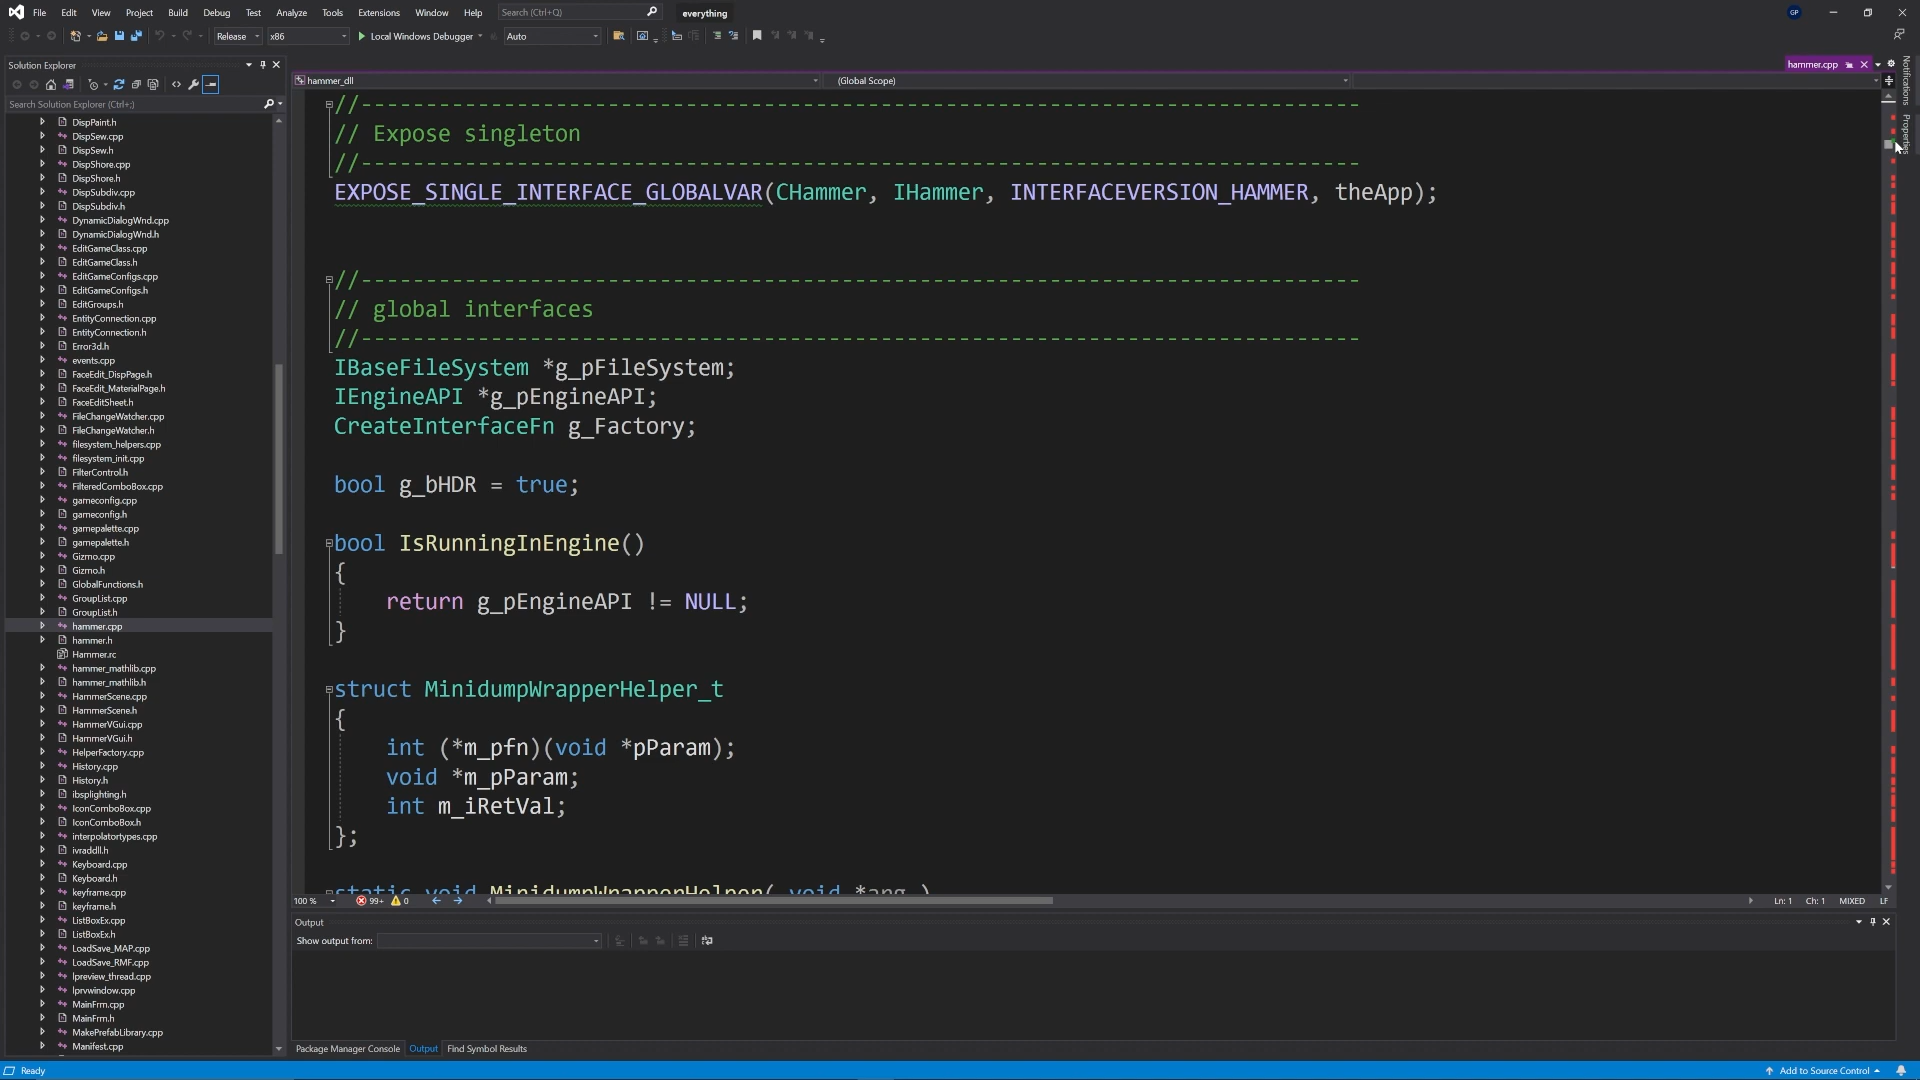 File Edit View Project Build Debug Test Analyze Tools Extensions Window Help Search (Ctrl+Q) everything GP
Release x86 Local Windows Debugger Auto
Solution Explorer
Search Solution Explorer (Ctrl+;)
DispPaint.h
DispSew.cpp
DispSew.h
DispShore.cpp
DispShore.h
DispSubdiv.cpp
DispSubdiv.h
DynamicDialogWnd.cpp
DynamicDialogWnd.h
EditGameClass.cpp
EditGameClass.h
EditGameConfigs.cpp
EditGameConfigs.h
EditGroups.h
EntityConnection.cpp
EntityConnection.h
Error3d.h
events.cpp
FaceEdit_DispPage.h
FaceEdit_MaterialPage.h
FaceEditSheet.h
FileChangeWatcher.cpp
FileChangeWatcher.h
filesystem_helpers.cpp
filesystem_init.cpp
FilterControl.h
FilteredComboBox.cpp
gameconfig.cpp
gameconfig.h
gamepalette.cpp
gamepalette.h
Gizmo.cpp
Gizmo.h
GlobalFunctions.h
GroupList.cpp
GroupList.h
hammer.cpp
hammer.h
Hammer.rc
hammer_mathlib.cpp
hammer_mathlib.h
HammerScene.cpp
HammerScene.h
HammerVGui.cpp
HammerVGui.h
HelperFactory.cpp
History.cpp
History.h
ibsplighting.h
IconComboBox.cpp
IconComboBox.h
interpolatortypes.cpp
ivraddll.h
Keyboard.cpp
Keyboard.h
keyframe.cpp
keyframe.h
ListBoxEx.cpp
ListBoxEx.h
LoadSave_MAP.cpp
LoadSave_RMF.cpp
lpreview_thread.cpp
lprvwindow.cpp
MainFrm.cpp
MainFrm.h
MakePrefabLibrary.cpp
Manifest.cpp
hammer.cpp
hammer_dll (Global Scope)
//-----------------------------------------------------------------------------
// Expose singleton
//-----------------------------------------------------------------------------
EXPOSE_SINGLE_INTERFACE_GLOBALVAR(CHammer, IHammer, INTERFACEVERSION_HAMMER, theApp);
//-----------------------------------------------------------------------------
// global interfaces
//-----------------------------------------------------------------------------
IBaseFileSystem *g_pFileSystem;
IEngineAPI *g_pEngineAPI;
CreateInterfaceFn g_Factory;
bool g_bHDR = true;
bool IsRunningInEngine()
{
return g_pEngineAPI != NULL;
}
struct MinidumpWrapperHelper_t
{
int (*m_pfn)(void *pParam);
void *m_pParam;
int m_iRetVal;
};
static void MinidumpWrapperHelper( void *arg )
100 % 99+ 0 Ln: 1 Ch: 1 MIXED LF
Output
Show output from:
Package Manager Console Output Find Symbol Results
Notifications
Properties
Ready Add to Source Control